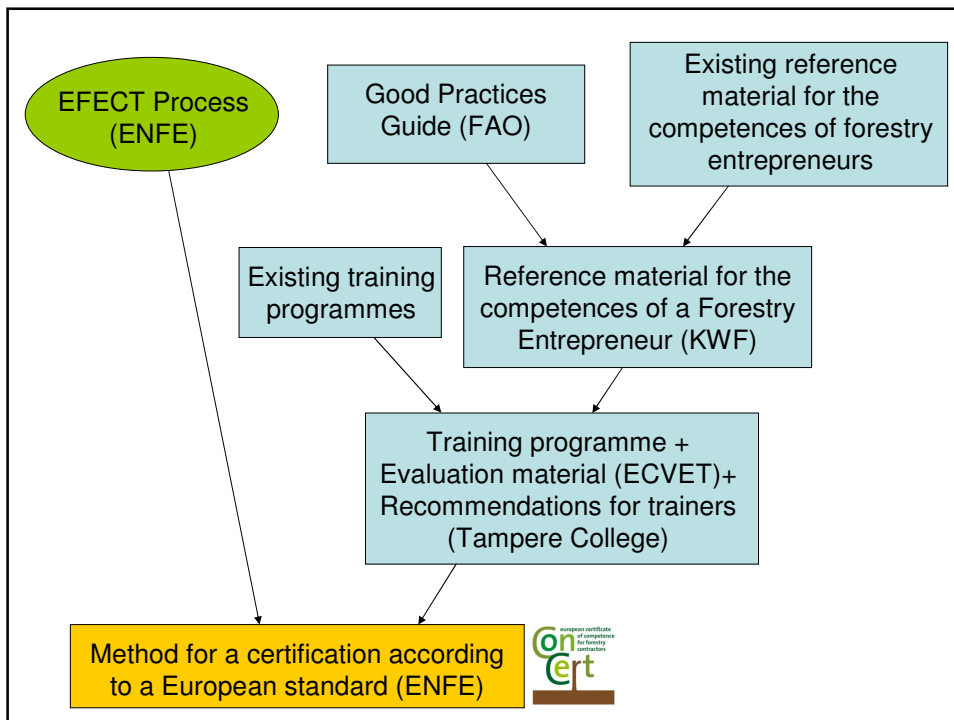 EFECT Process
(ENFE)
Good Practices
Guide (FAO)
Existing reference
material for the
competences of forestry
entrepreneurs
Existing training
programmes
Reference material for the
competences of a Forestry
Entrepreneur (KWF)
Training programme +
Evaluation material (ECVET)+
Recommendations for trainers
(Tampere College)
Method for a certification according
to a European standard (ENFE)
european certificate
of competence
for forestry
contractors
ConCert